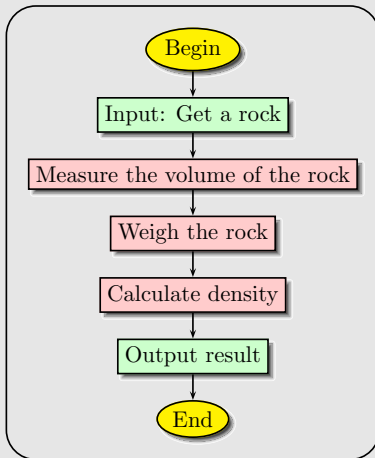 Begin
Input: Get a rock
Measure the volume of the rock
Weigh the rock
Calculate density
Output result
End